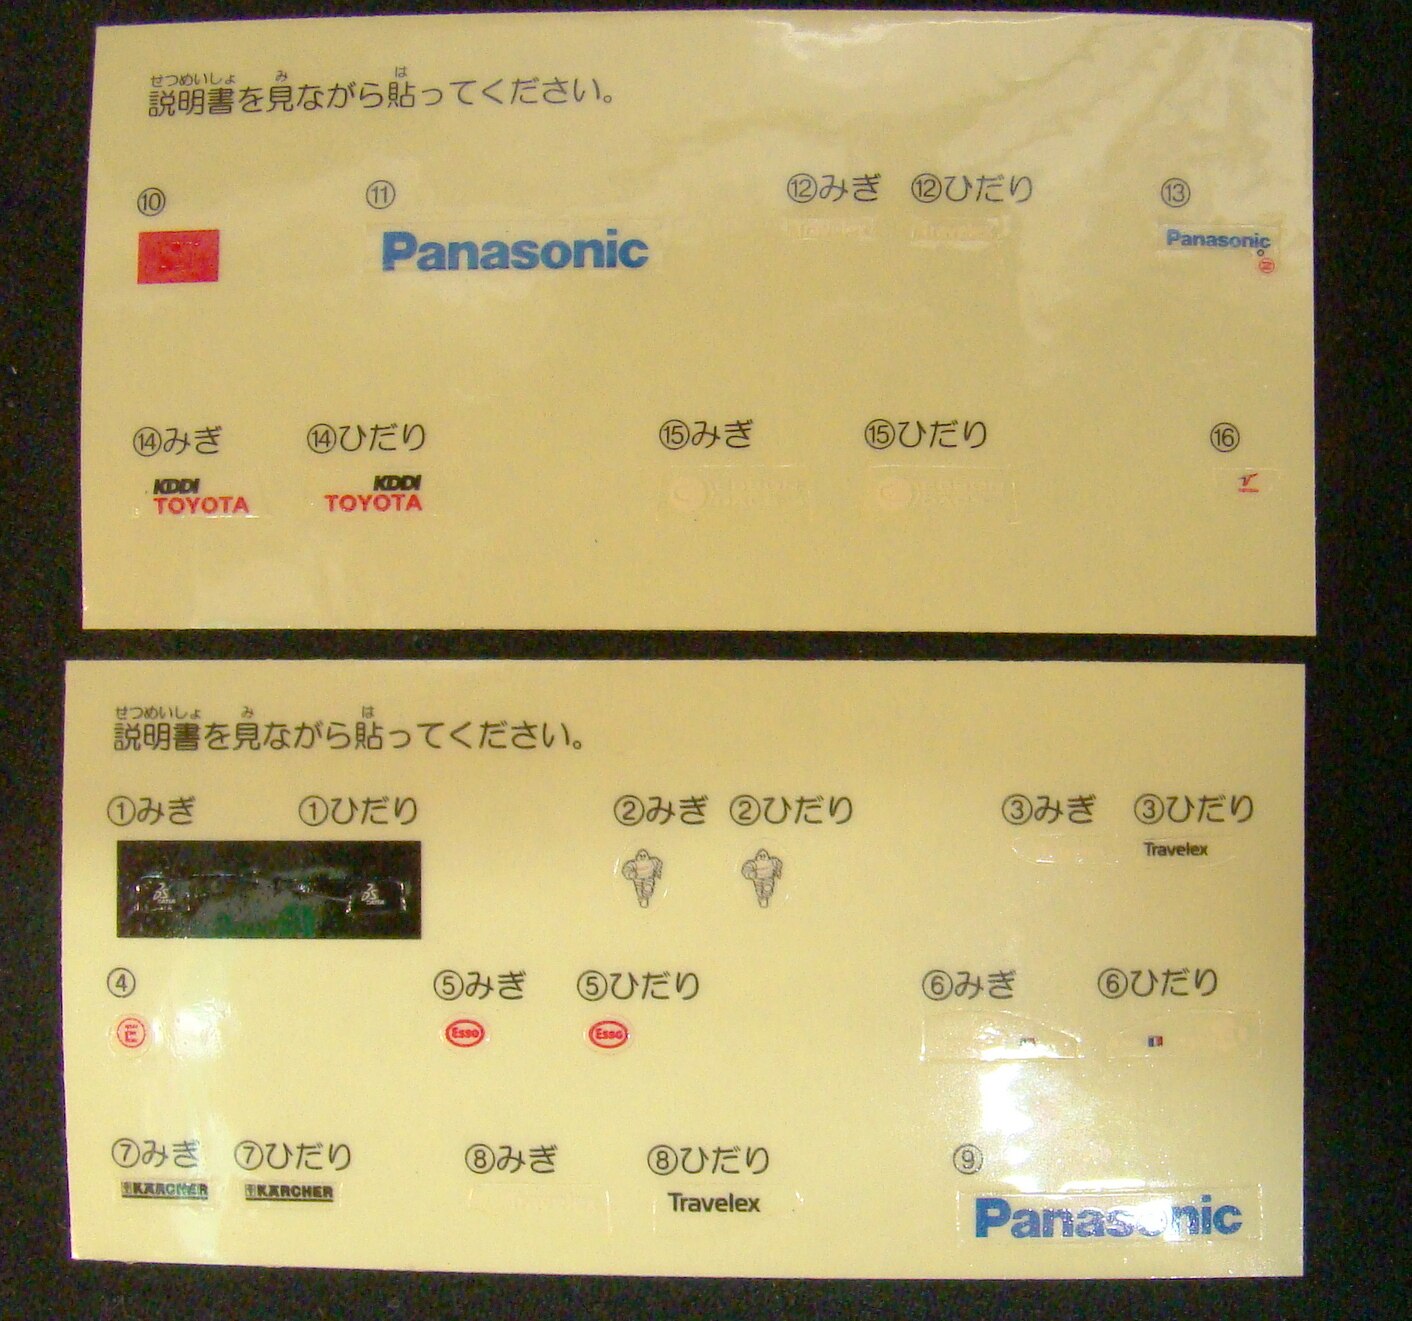 せつめいしょ み は
説明書を見ながら貼ってください。
⑩ ⑪ ⑫みぎ ⑫ひだり ⑬
Panasonic Panasonic
⑭みぎ ⑭ひだり ⑮みぎ ⑮ひだり ⑯
KDDI KDDI
TOYOTA TOYOTA
せつめいしょ み は
説明書を見ながら貼ってください。
①みぎ ①ひだり ②みぎ ②ひだり ③みぎ ③ひだり
Travelex
④ ⑤みぎ ⑤ひだり ⑥みぎ ⑥ひだり
Esso Esso
⑦みぎ ⑦ひだり ⑧みぎ ⑧ひだり ⑨
KÄRCHER KÄRCHER Travelex Panasonic